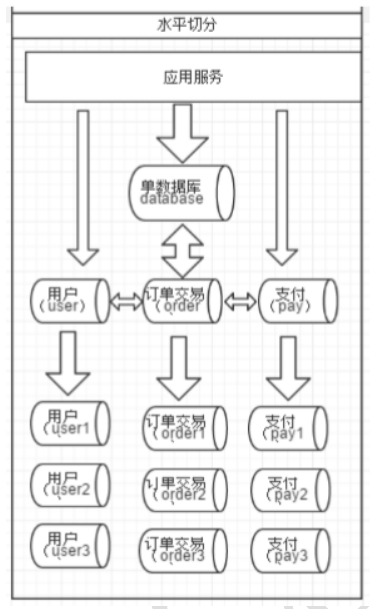 水平切分
应用服务
单数据库
database
用户
（user）
订单交易
（order
支付
（pay）
用户
（user1
订单交易
（order1
支付
（pay1
用户
（user2
订单交易
（order2
支付
（pay2
用户
（user3
订单交易
（order3
支付
（pay3